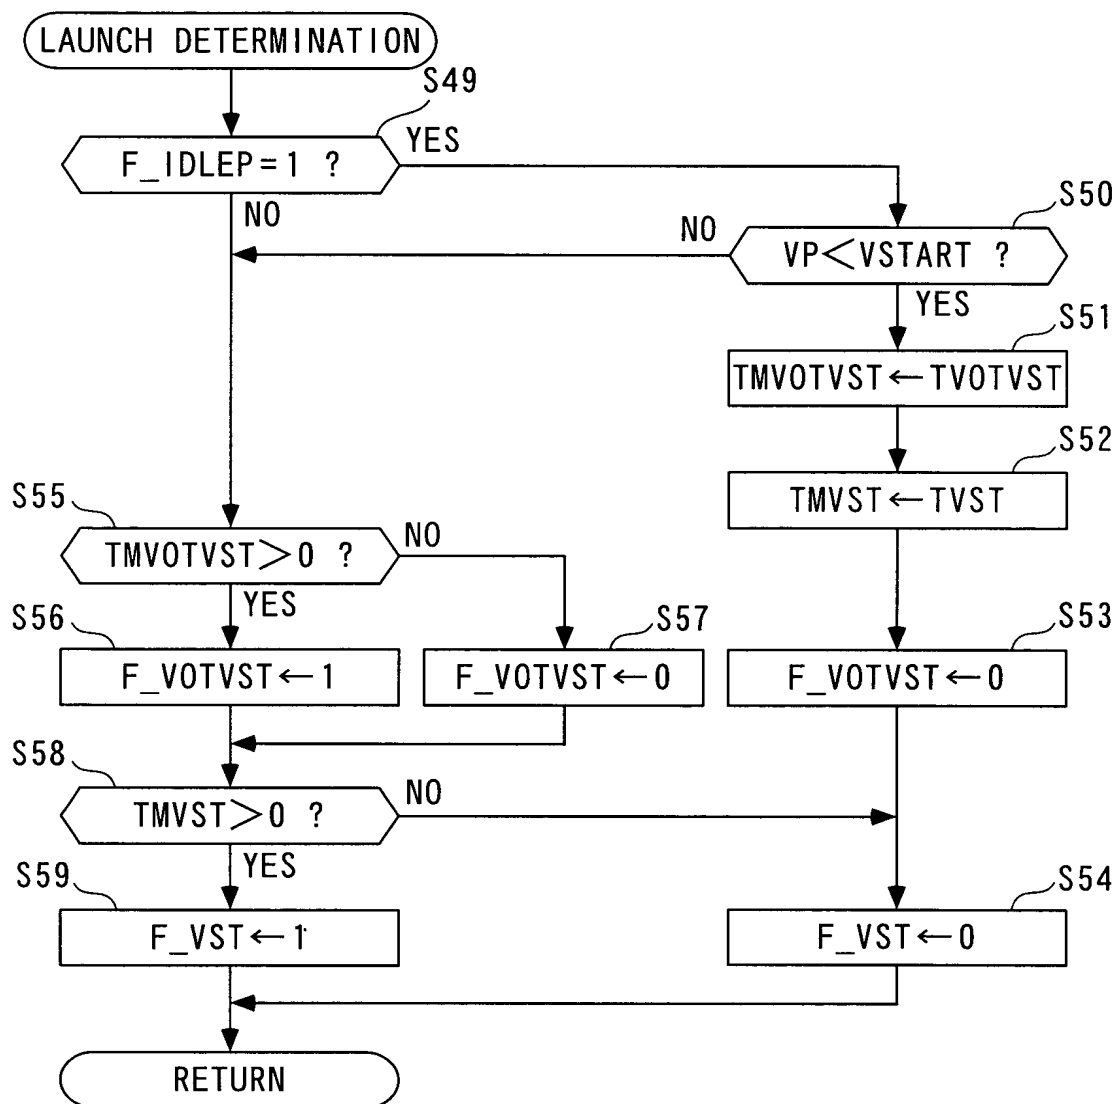 LAUNCH DETERMINATION
S49
F_IDLEP=1 ?
YES
NO
S50
VP<VSTART ?
NO
YES
S51
TMVOTVST←TVOTVST
S52
TMVST←TVST
S55
TMVOTVST>0 ?
NO
YES
S56
F_VOTVST←1
S57
F_VOTVST←0
S53
F_VOTVST←0
S58
TMVST>0 ?
NO
YES
S59
F_VST←1
S54
F_VST←0
RETURN